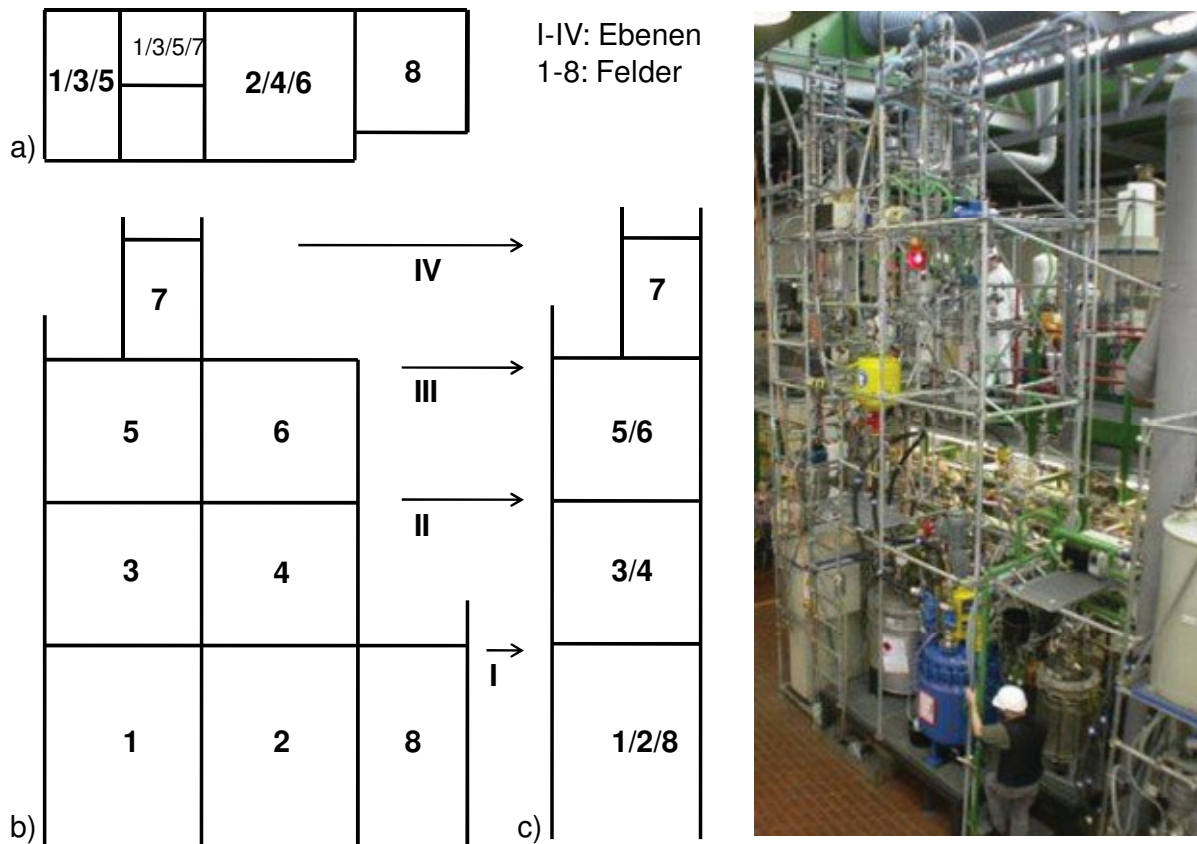 1/3/5
1/3/5/7
2/4/6
8
I-IV: Ebenen
1-8: Felder
a)
7
IV
7
III
5
6
5/6
II
3
4
3/4
I
1
2
8
1/2/8
b)
c)